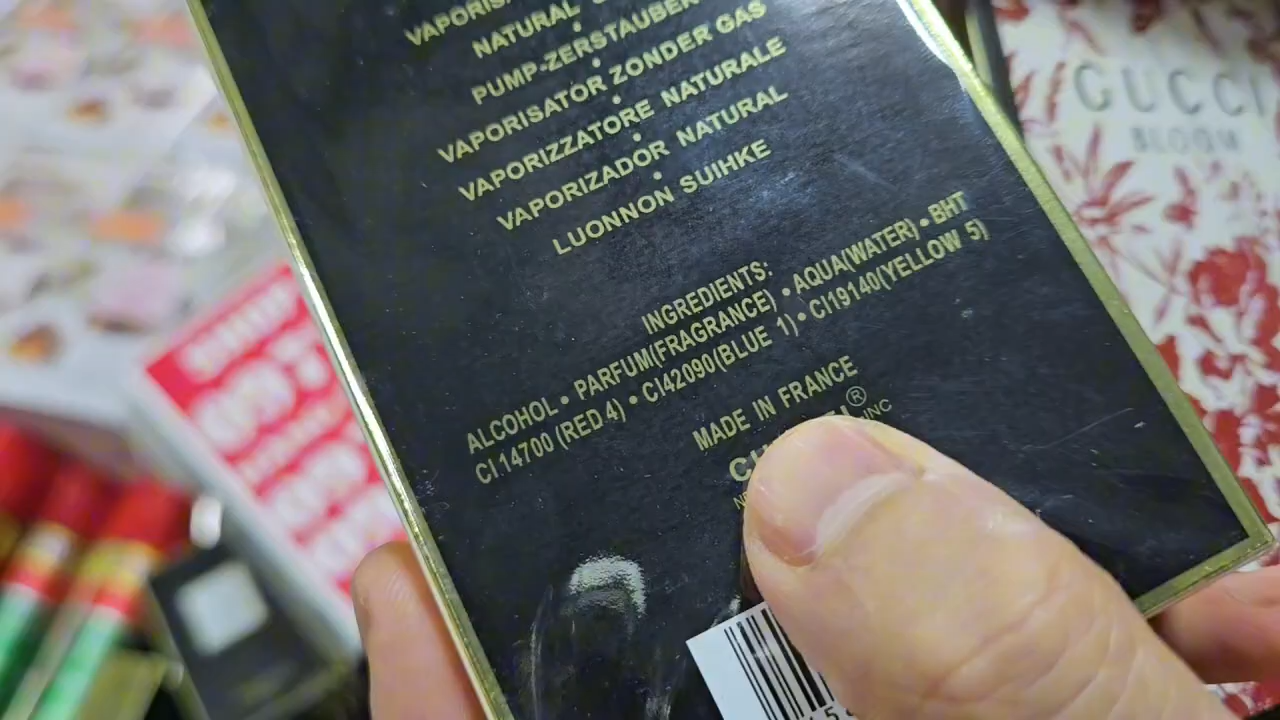 NATURAL
PUMP-ZERSTAUBER
VAPORISATOR ZONDER GAS
VAPORIZZATORE NATURALE
VAPORIZADOR NATURAL
LUONNON SUIHKE
INGREDIENTS:
ALCOHOL • PARFUM(FRAGRANCE) • AQUA(WATER) • BHT
CI 14700 (RED 4) • CI42090(BLUE 1) • CI19140(YELLOW 5)
MADE IN FRANCE
®
INC
GUCCI
BLOOM